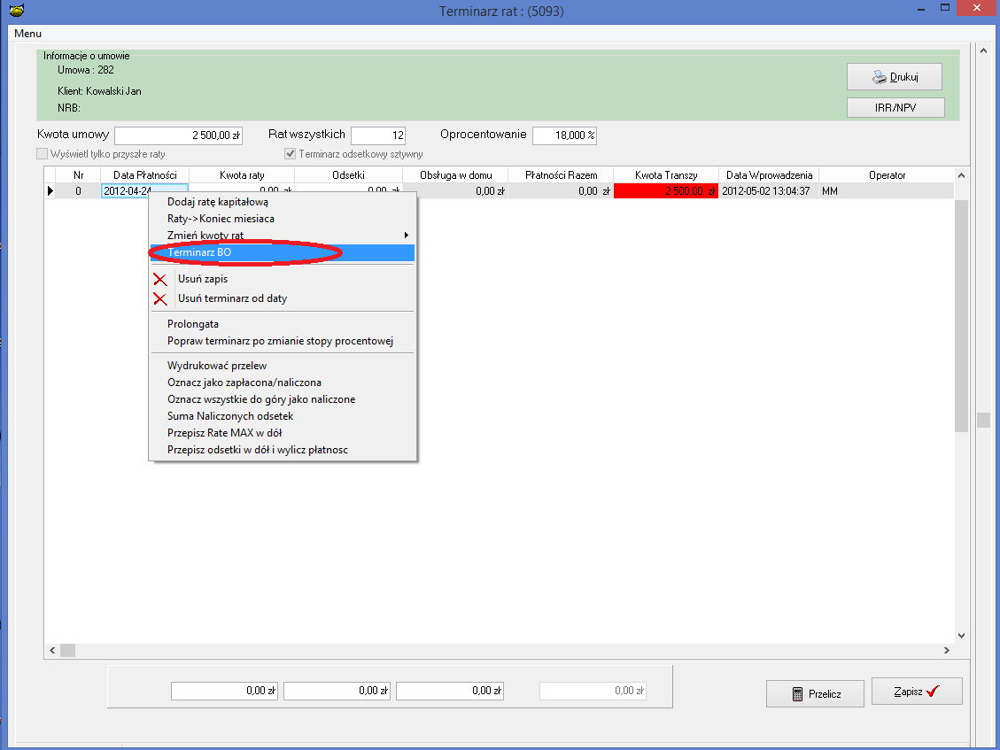 Terminarz rat : (5093)
Menu
Informacje o umowie
Umowa : 282
Klient: Kowalski Jan
NRB:
Drukuj
IRR/NPV
Kwota umowy 2 500,00 zł Rat wszystkich 12 Oprocentowanie 18,000 %
Wyświetl tylko przyszłe raty Terminarz odsetkowy sztywny
Nr Data Płatności Kwota raty Odsetki Obsługa w domu Płatności Razem Kwota Transzy Data Wprowadzenia Operator
0 2012-04-24 0,00 zł 0,00 zł 0,00 zł 0,00 zł 2 500,00 zł 2012-05-02 13:04:37 MM
Dodaj ratę kapitałową
Raty->Koniec miesiaca
Zmień kwoty rat
Terminarz BO
Usuń zapis
Usuń terminarz od daty
Prolongata
Popraw terminarz po zmianie stopy procentowej
Wydrukować przelew
Oznacz jako zapłacona/naliczona
Oznacz wszystkie do góry jako naliczone
Suma Naliczonych odsetek
Przepisz Rate MAX w dół
Przepisz odsetki w dół i wylicz płatnosc
0,00 zł 0,00 zł 0,00 zł 0,00 zł
Przelicz
Zapisz